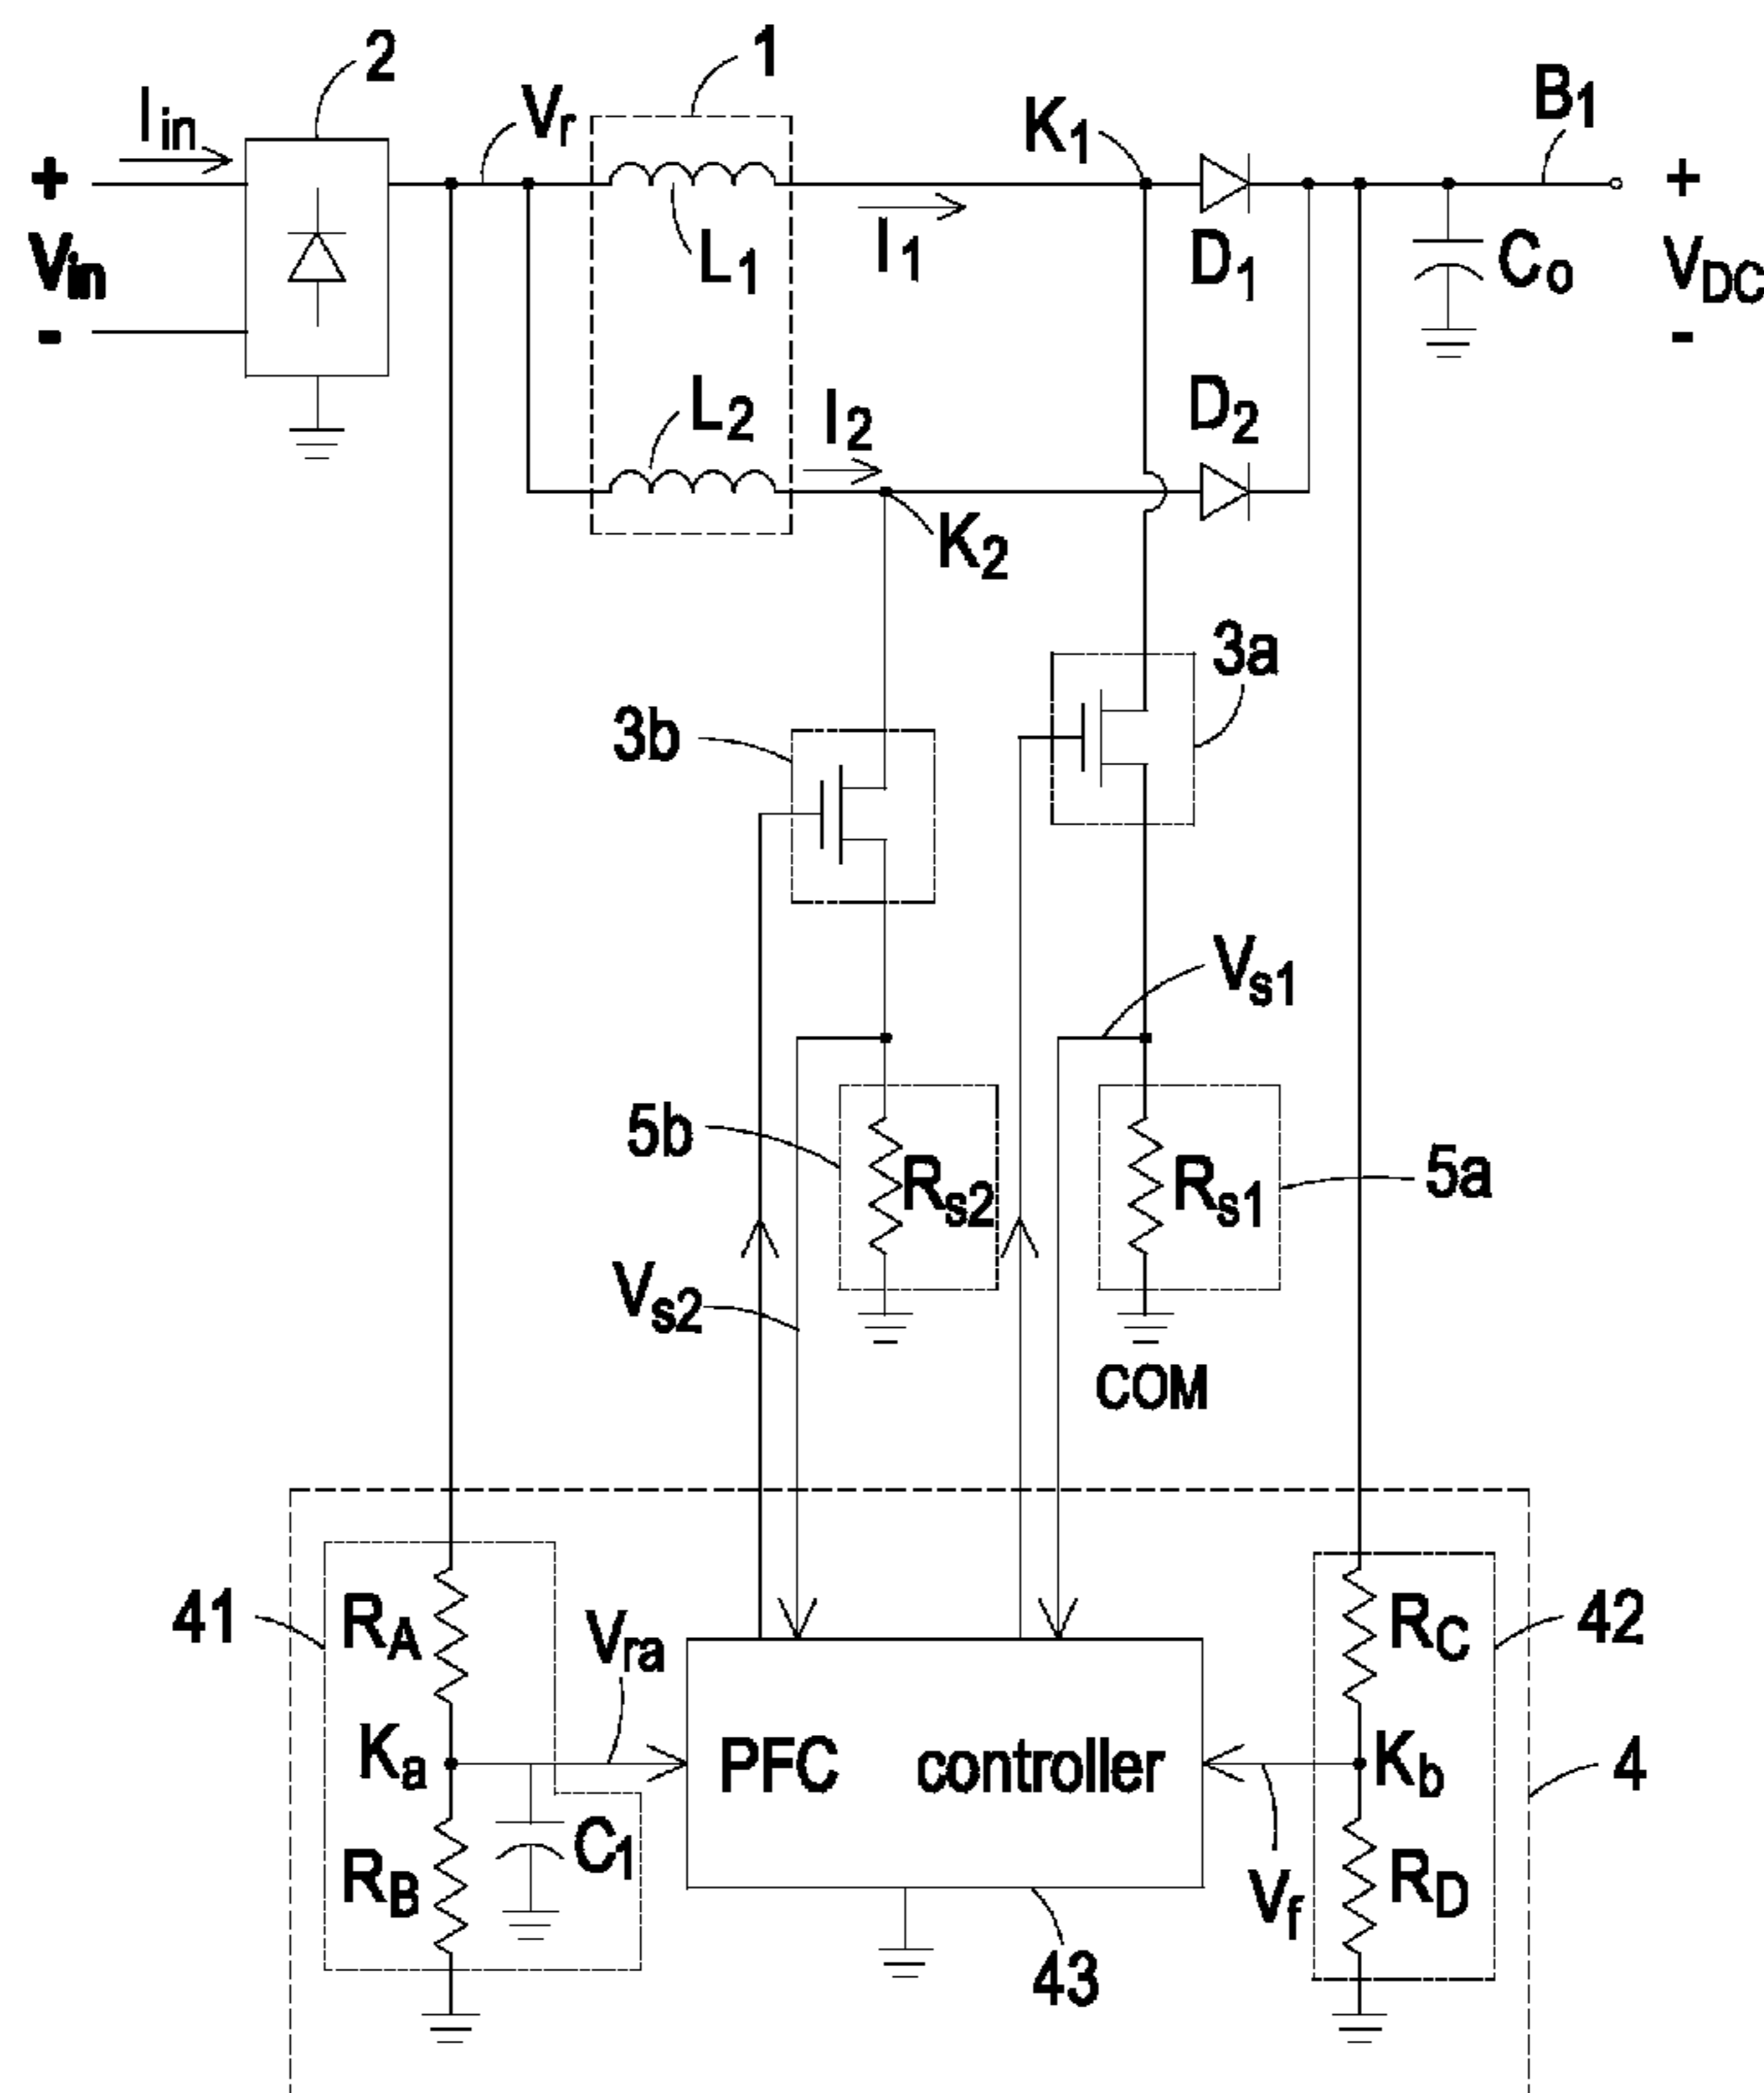 2
1
Iin
Vr
K1
B1
+
Vin
-
L1
I1
D1
Co
+
VDC
-
L2
I2
D2
K2
3a
3b
Vs1
5b
Rs2
Rs1
5a
Vs2
COM
41
RA
Vra
RC
42
Ka
PFC controller
Kb
4
RB
C1
Vf
RD
43